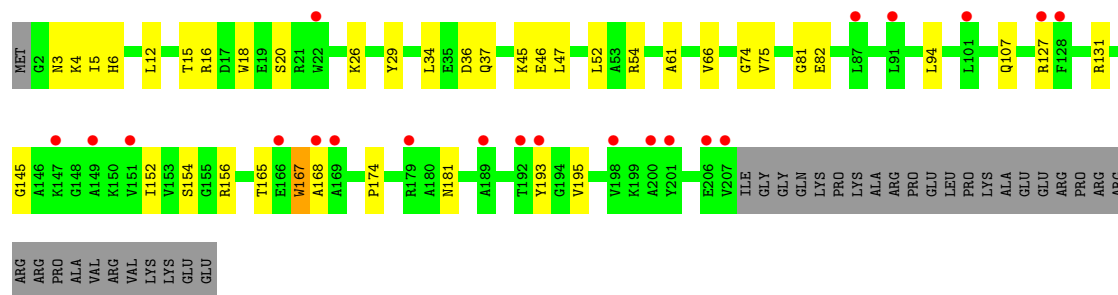 MET G2 N3 K4 I5 H6 L12 T15 R16 D17 W18 E19 S20 R21 W22 K26 Y29 L34 E35 D36 Q37 K45 E46 L47 L52 A53 R54 A61 V66 G74 V75 G81 E82 L87 L91 L94 L101 Q107 R127 F128 R131
G145 A146 K147 G148 A149 K150 V151 I152 V153 S154 G155 R156 T165 E166 W167 A168 A169 P174 R179 A180 N181 A189 T192 Y193 G194 V195 V198 K199 A200 Y201 E206 V207 ILE GLY GLY GLN LYS PRO LYS ALA ARG PRO GLU LEU PRO LYS ALA GLU GLU ARG PRO ARG ARG
ARG ARG PRO ALA VAL ARG VAL LYS LYS GLU GLU